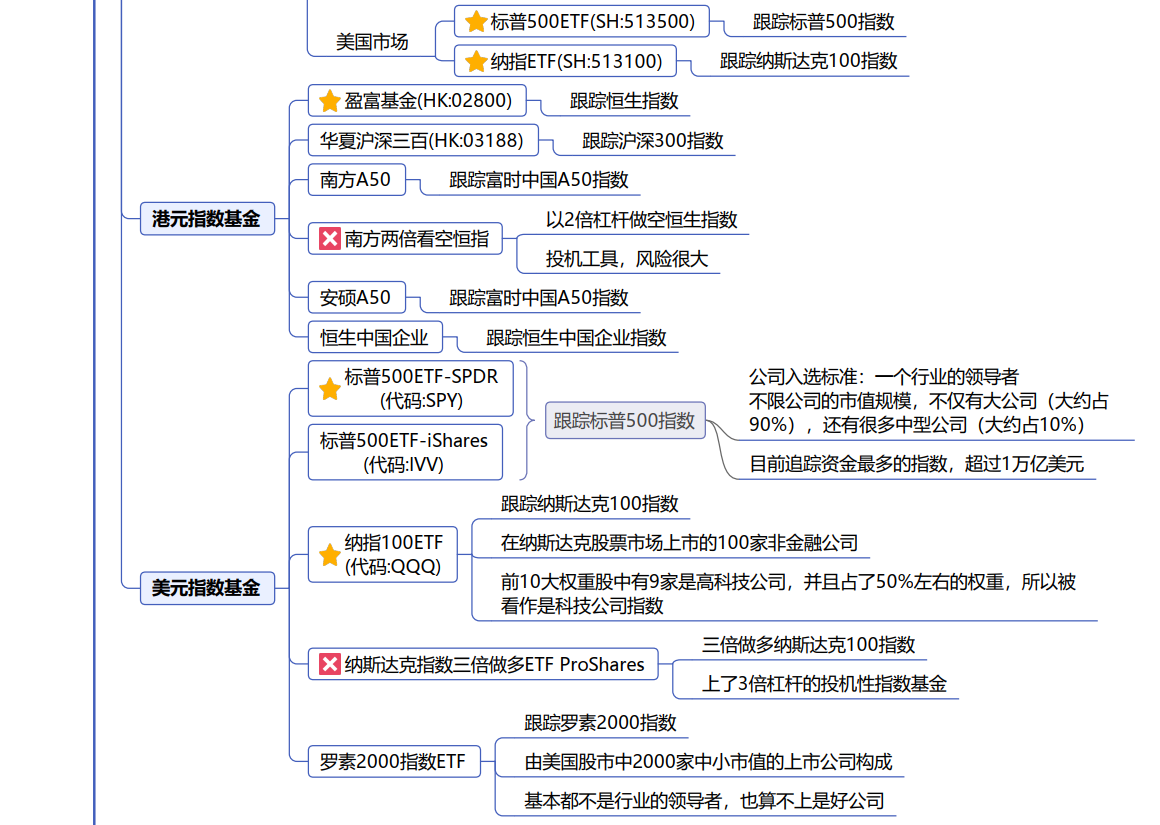 美国市场
标普500ETF(SH:513500)
跟踪标普500指数
纳指ETF(SH:513100)
跟踪纳斯达克100指数
港元指数基金
盈富基金(HK:02800)
跟踪恒生指数
华夏沪深三百(HK:03188)
跟踪沪深300指数
南方A50
跟踪富时中国A50指数
南方两倍看空恒指
以2倍杠杆做空恒生指数
投机工具，风险很大
安硕A50
跟踪富时中国A50指数
恒生中国企业
跟踪恒生中国企业指数
美元指数基金
标普500ETF-SPDR
(代码:SPY)
标普500ETF-iShares
(代码:IVV)
跟踪标普500指数
公司入选标准：一个行业的领导者
不限公司的市值规模，不仅有大公司（大约占
90%），还有很多中型公司（大约占10%）
目前追踪资金最多的指数，超过1万亿美元
纳指100ETF
(代码:QQQ)
跟踪纳斯达克100指数
在纳斯达克股票市场上市的100家非金融公司
前10大权重股中有9家是高科技公司，并且占了50%左右的权重，所以被
看作是科技公司指数
纳斯达克指数三倍做多ETF ProShares
三倍做多纳斯达克100指数
上了3倍杠杆的投机性指数基金
罗素2000指数ETF
跟踪罗素2000指数
由美国股市中2000家中小市值的上市公司构成
基本都不是行业的领导者，也算不上是好公司